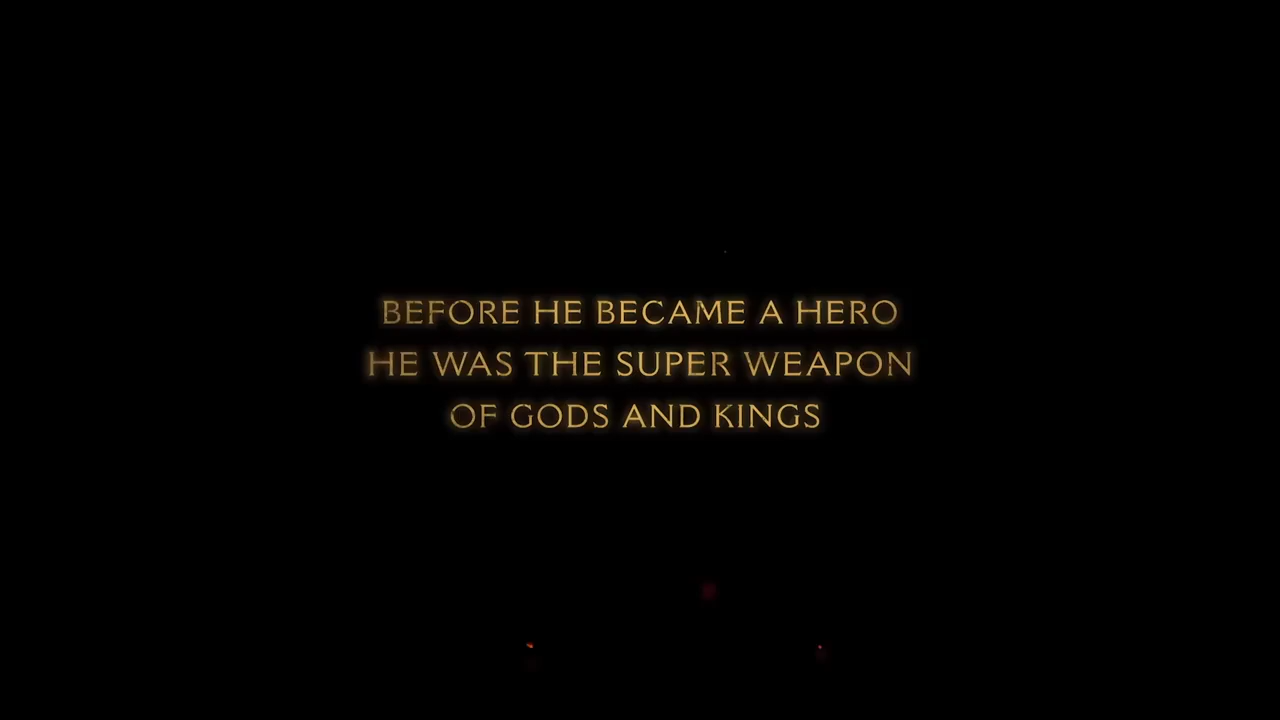 BEFORE HE BECAME A HERO
HE WAS THE SUPER WEAPON
OF GODS AND KINGS